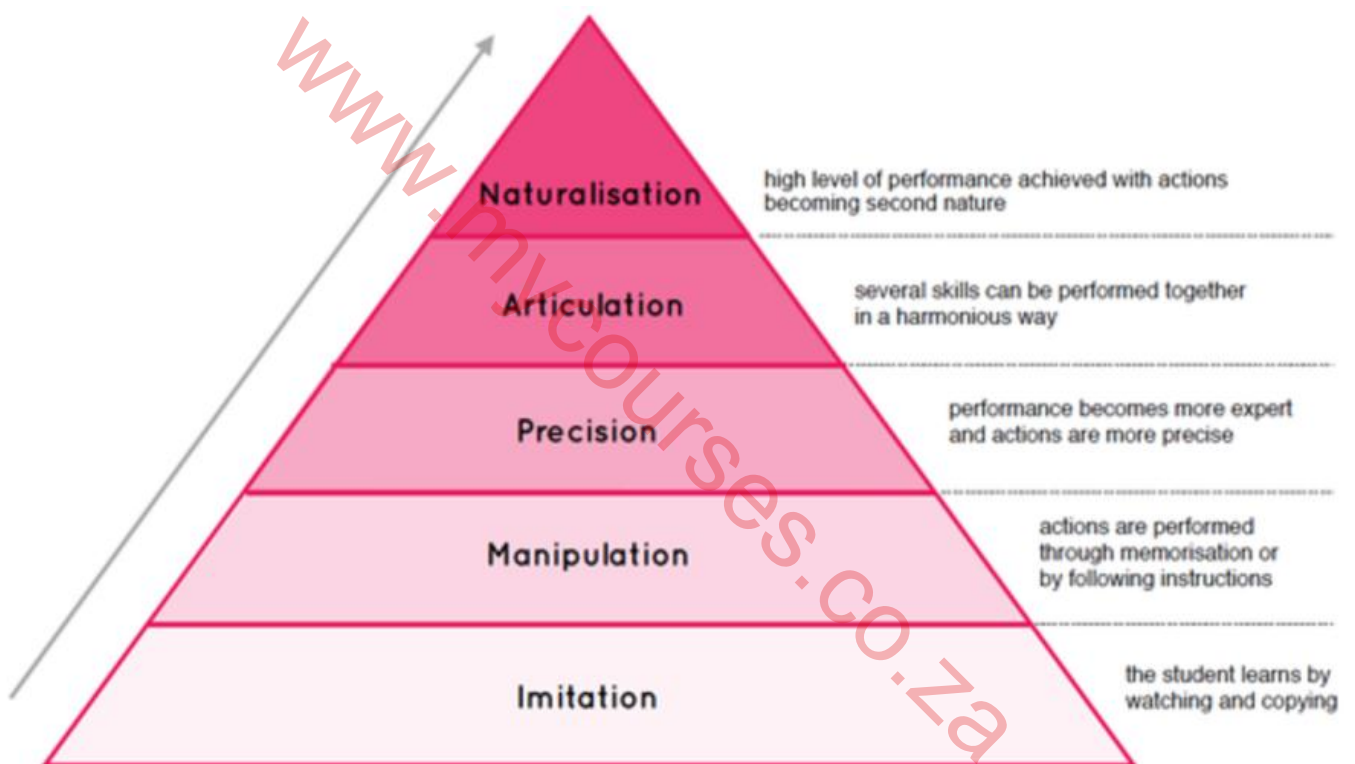 Naturalisation
high level of performance achieved with actions
becoming second nature
Articulation
several skills can be performed together
in a harmonious way
Precision
performance becomes more expert
and actions are more precise
Manipulation
actions are performed
through memorisation or
by following instructions
Imitation
the student learns by
watching and copying
www.mycourses.co.za